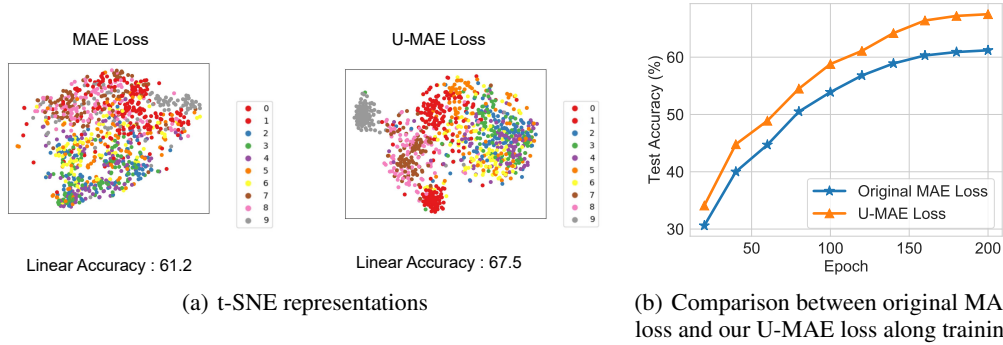 MAE Loss
0
1
2
3
4
5
6
7
8
9
Linear Accuracy : 61.2
U-MAE Loss
0
1
2
3
4
5
6
7
8
9
Linear Accuracy : 67.5
(a) t-SNE representations
Test Accuracy (%)
60
50
40
30
50
100
150
200
Epoch
Original MAE Loss
U-MAE Loss
(b) Comparison between original MA
loss and our U-MAE loss along trainin